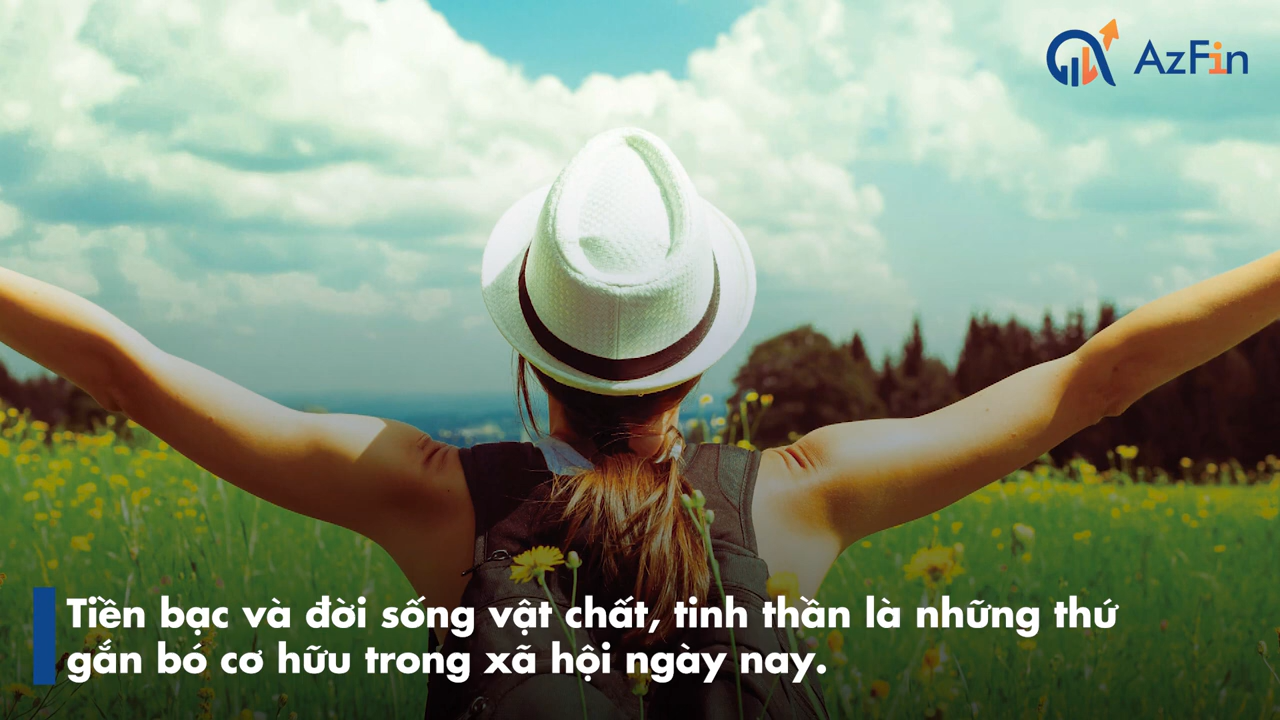 AzFin
Tiền bạc và đời sống vật chất, tinh thần là những thứ
gắn bó cơ hữu trong xã hội ngày nay.